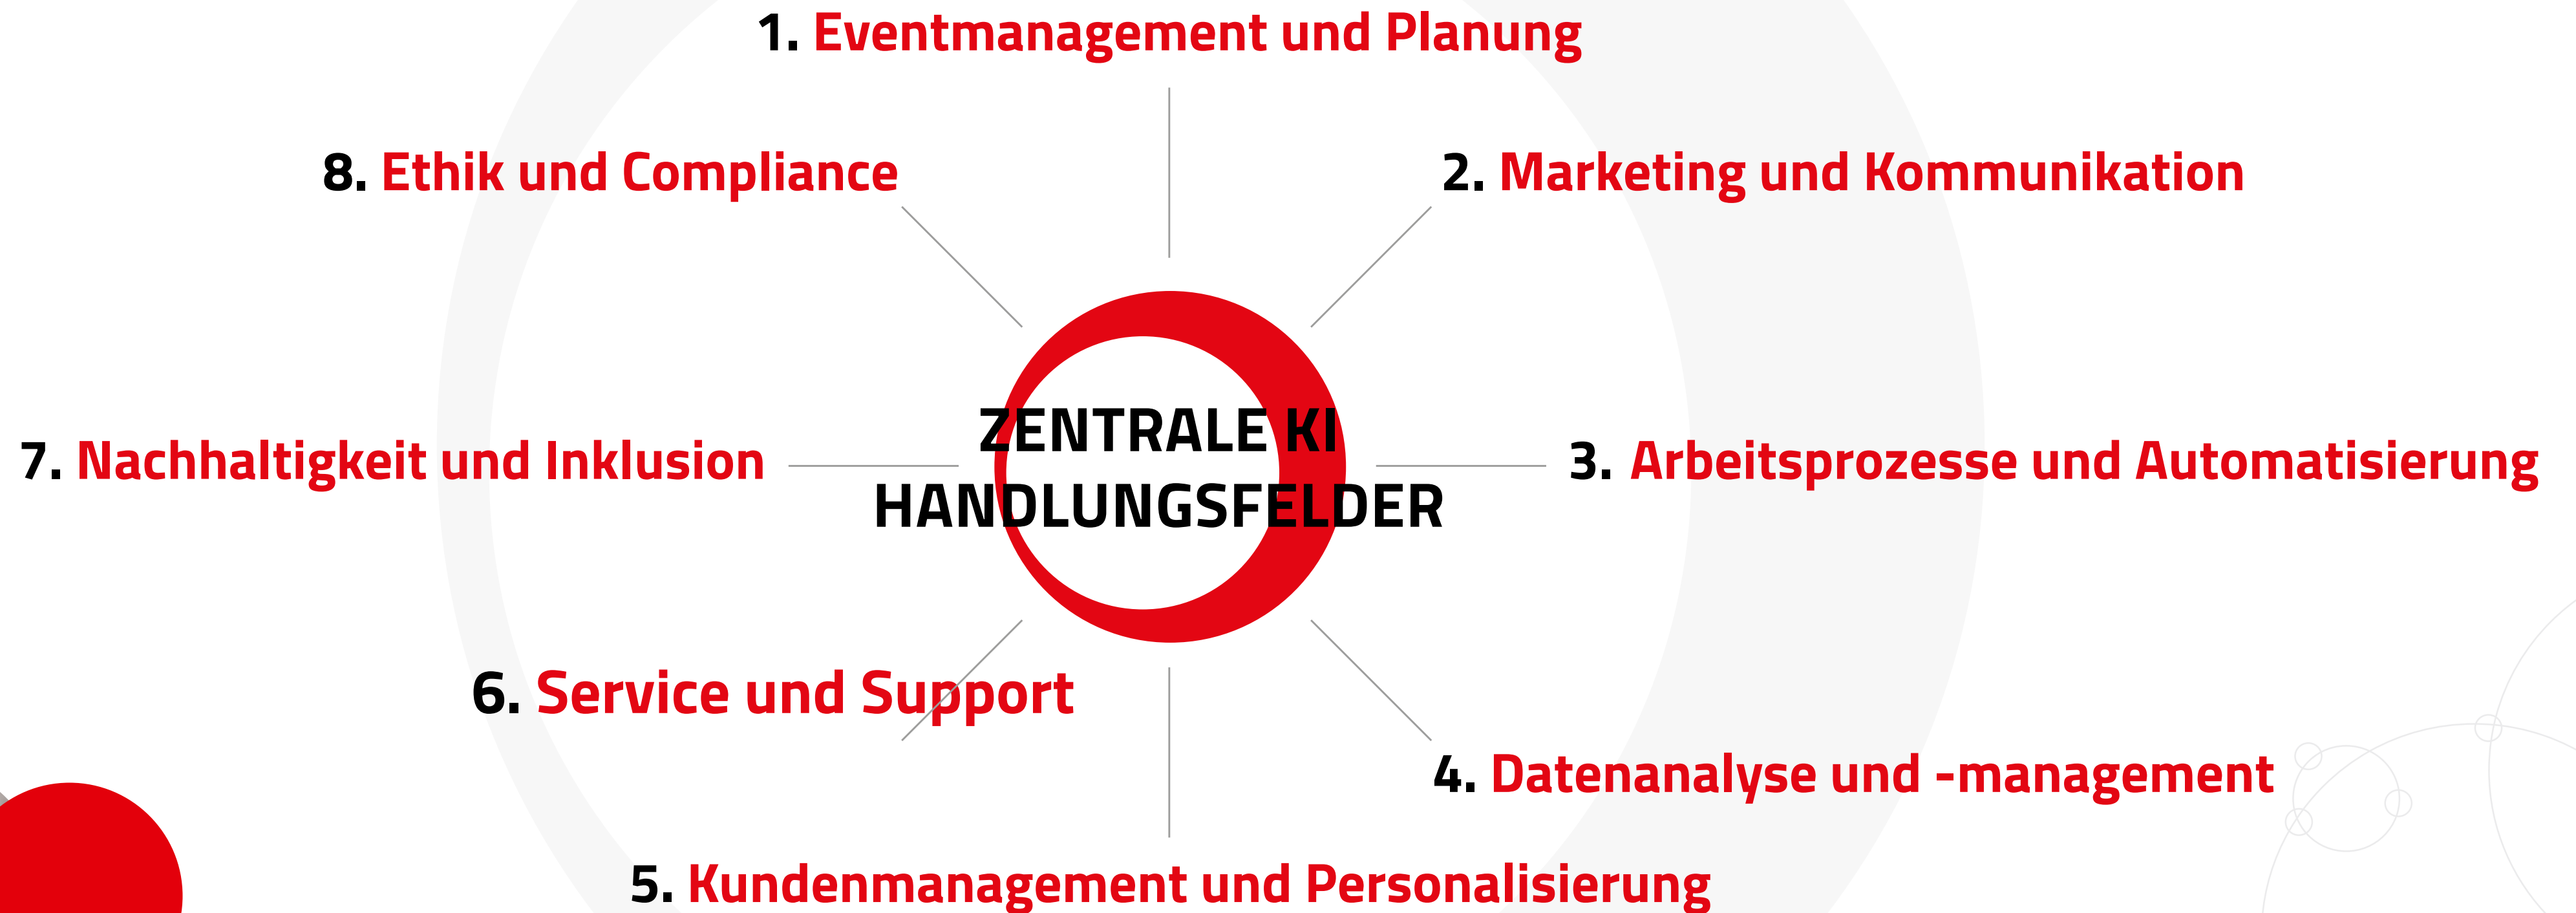 1. Eventmanagement und Planung
8. Ethik und Compliance
2. Marketing und Kommunikation
ZENTRALE KI
HANDLUNGSFELDER
7. Nachhaltigkeit und Inklusion
3. Arbeitsprozesse und Automatisierung
6. Service und Support
4. Datenanalyse und -management
5. Kundenmanagement und Personalisierung